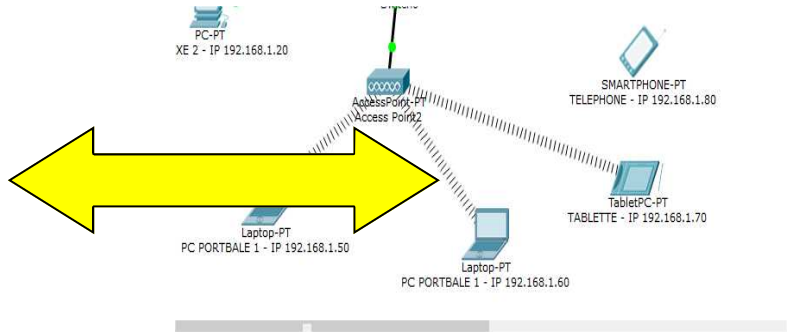 PC-PT
XE 2 - IP 192.168.1.20
SMARTPHONE-PT
TELEPHONE - IP 192.168.1.80
AccessPoint-PT
Access Point2
TabletPC-PT
TABLETTE - IP 192.168.1.70
Laptop-PT
PC PORTBALE 1 - IP 192.168.1.50
Laptop-PT
PC PORTBALE 1 - IP 192.168.1.60